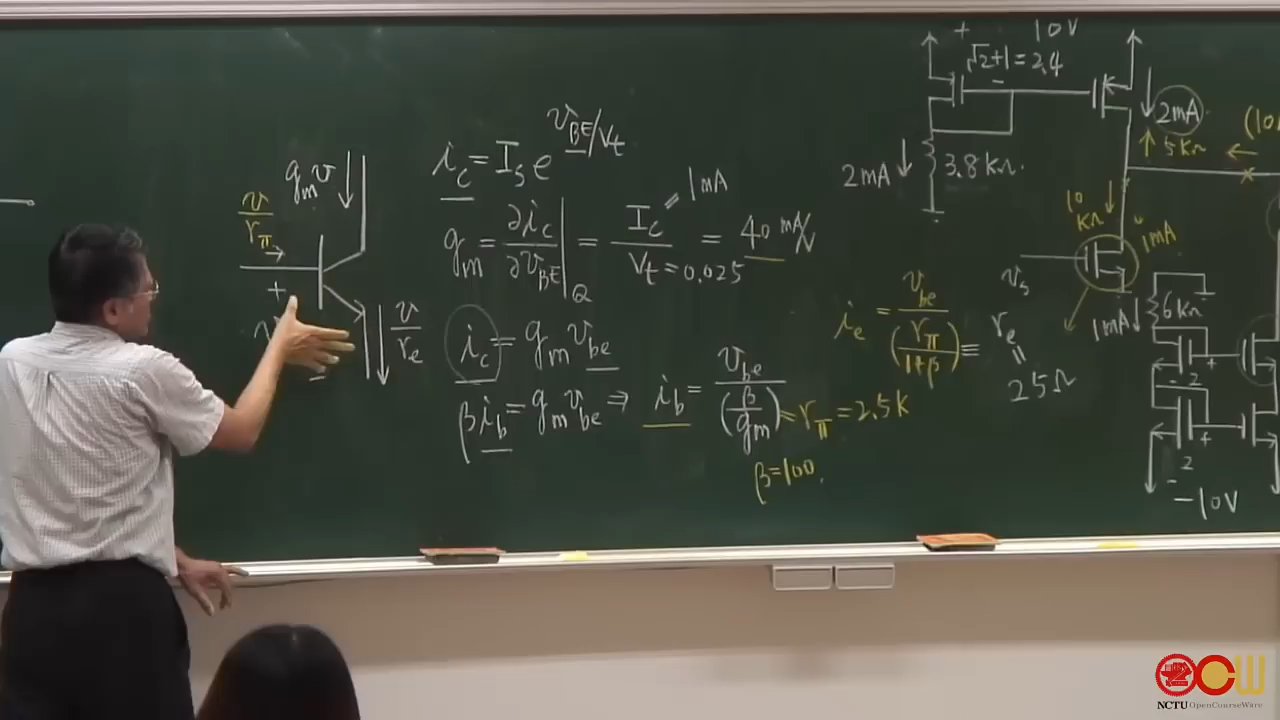 g_m v
v/r_π →
+
v
−
v/r_e
i_C = I_S e^{v_BE/V_t}
g_m = ∂i_C/∂v_BE |_Q = I_C/V_t = 40 mA/V
1mA
= 0.025
i_c = g_m v_be
βi_b = g_m v_be ⇒ i_b = v_be/(β/g_m) = r_π = 2.5K
β=100.
i_e = v_be/(r_π/(1+β)) ≡ r_e
25Ω
+ 10V
√2+1=2.4
−
2mA
5KΩ
(10
2mA
3.8KΩ.
10
KΩ
1mA
v_s
1mA
6KΩ
- 2 +
+
- 2
-10V
NCTU OpenCourseWare
OCW